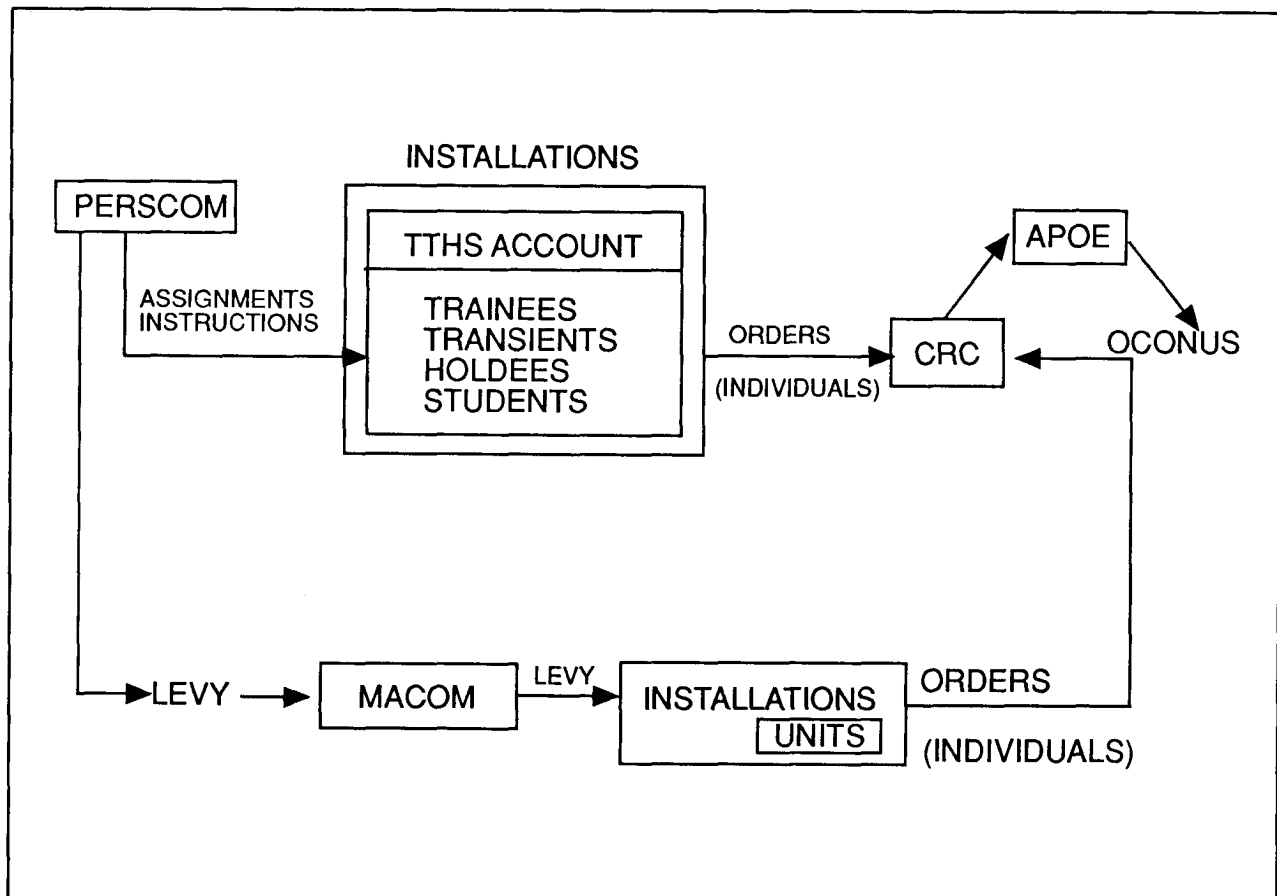 INSTALLATIONS
PERSCOM
TTHS ACCOUNT
APOE
ASSIGNMENTS
INSTRUCTIONS
TRAINEES
TRANSIENTS
HOLDEES
STUDENTS
ORDERS
(INDIVIDUALS)
CRC
OCONUS
LEVY
MACOM
LEVY
INSTALLATIONS
UNITS
ORDERS
(INDIVIDUALS)